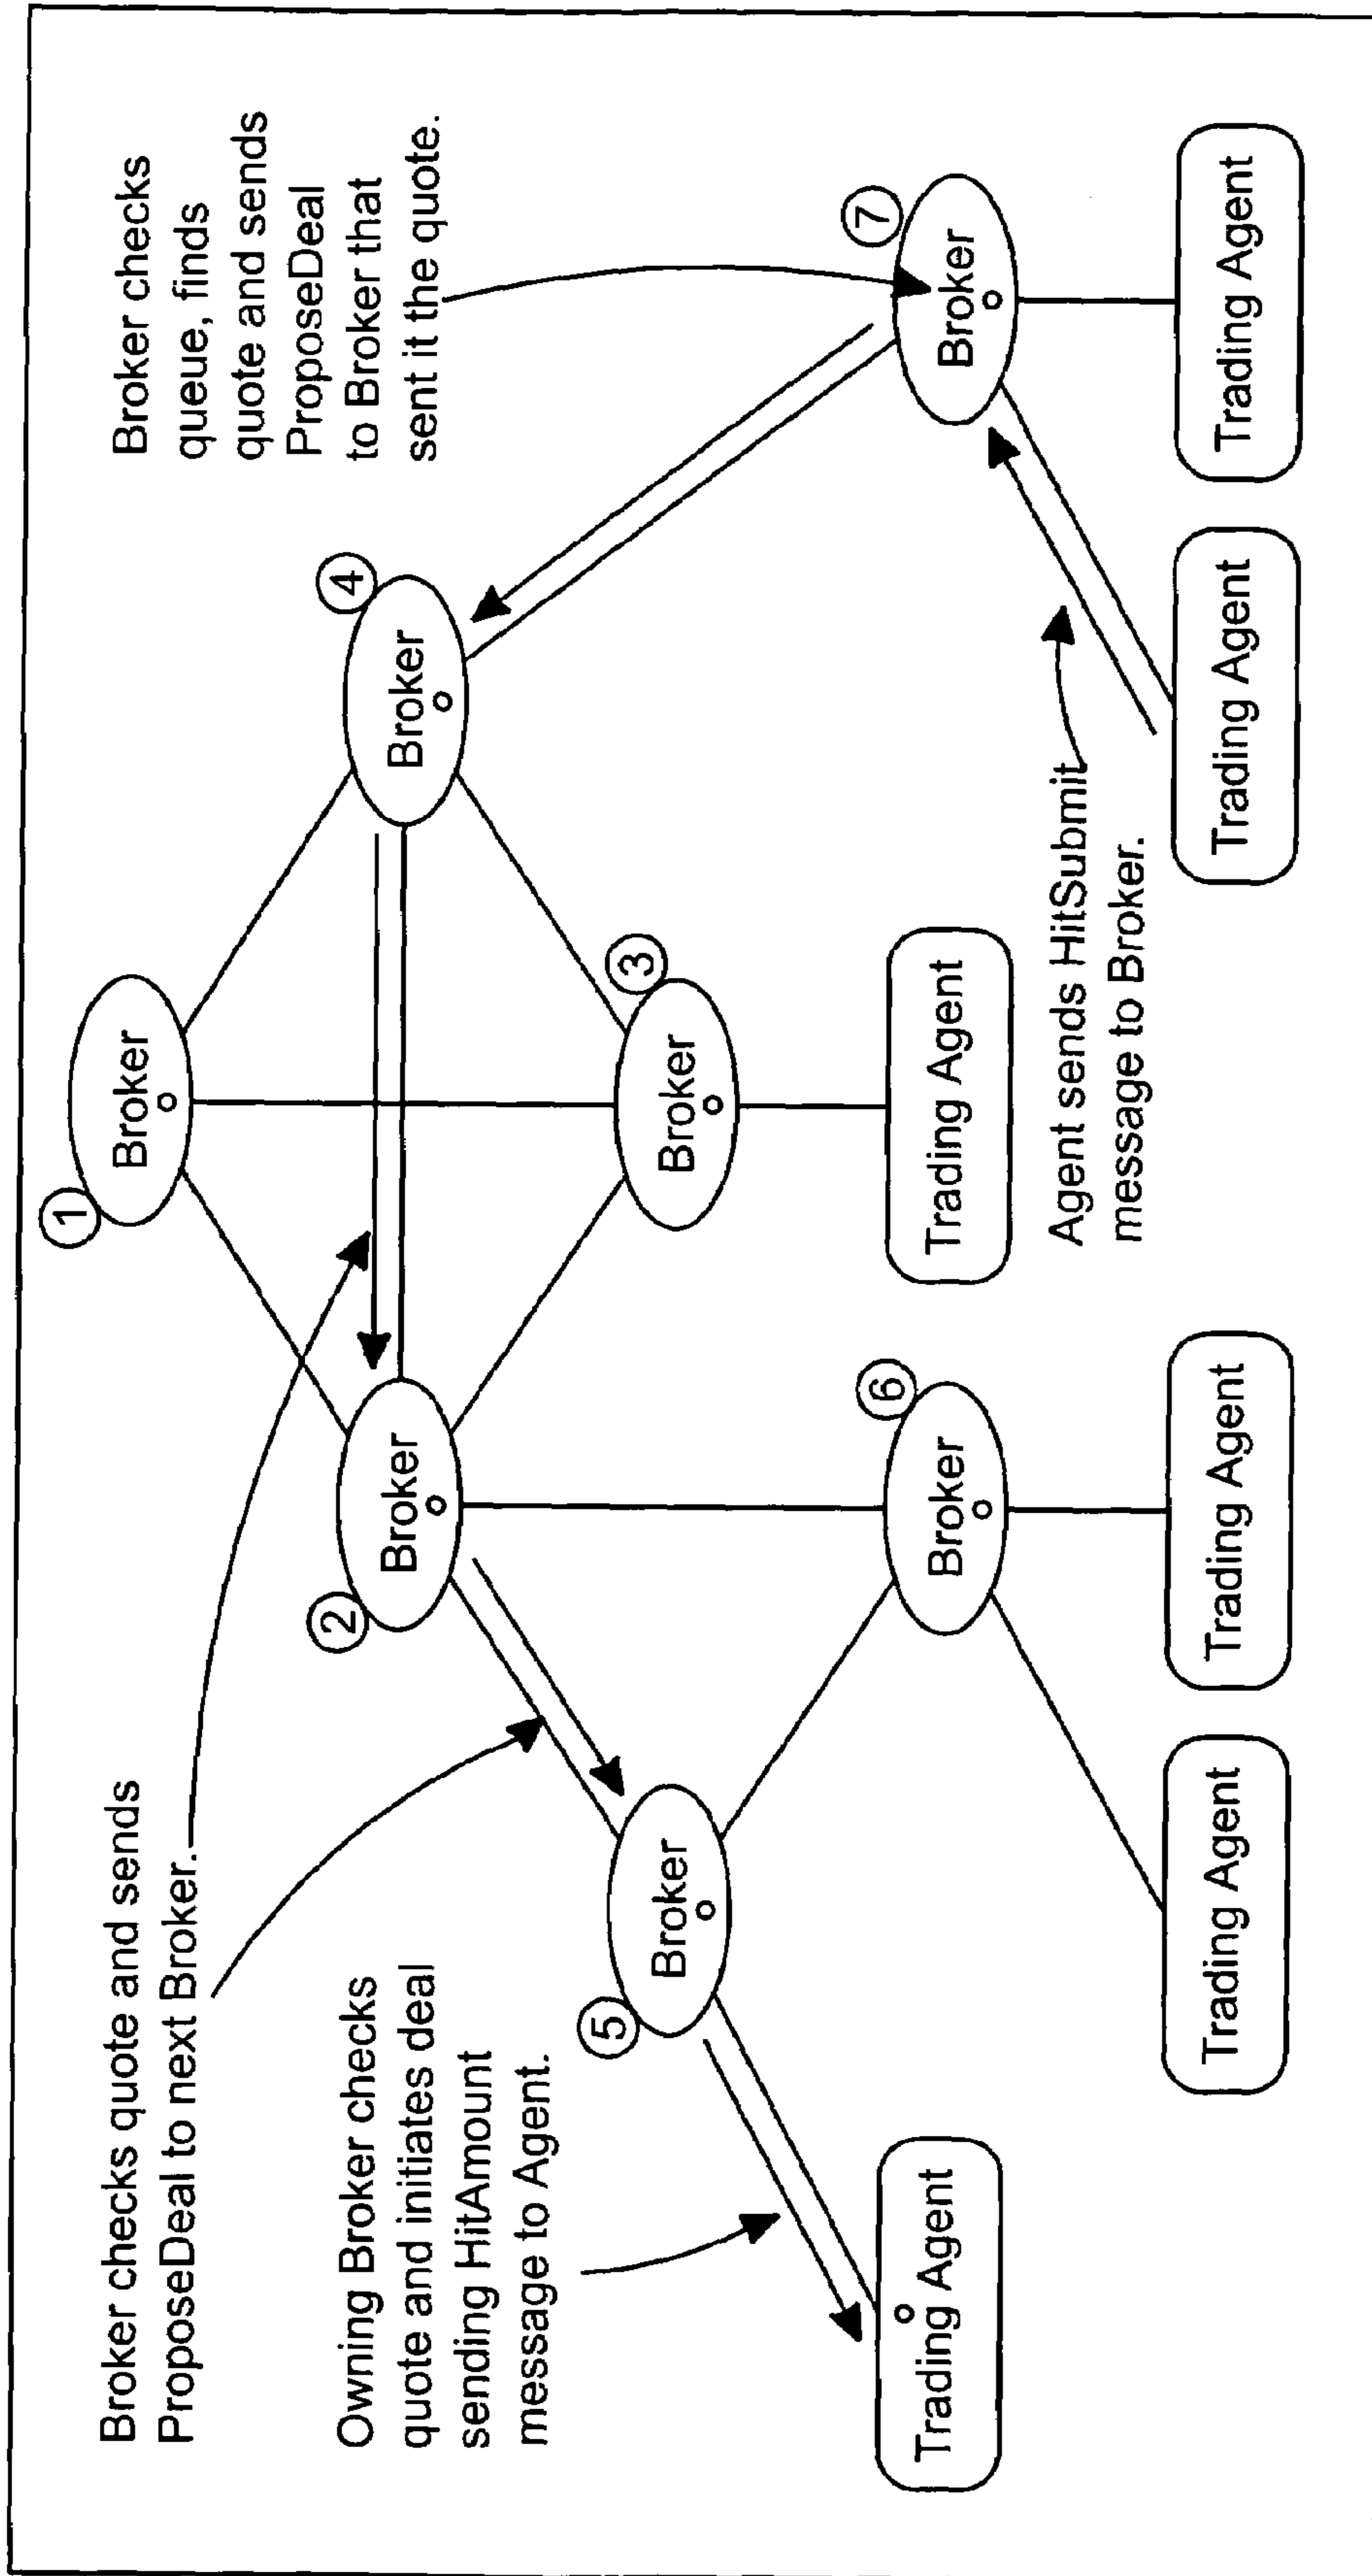 Broker checks quote and sends
ProposeDeal to next Broker.
Owning Broker checks
quote and initiates deal
sending HitAmount
message to Agent.
Broker checks
queue, finds
quote and sends
ProposeDeal
to Broker that
sent it the quote.
1
Broker
2
Broker
4
Broker
5
Broker
3
Broker
6
Broker
7
Broker
Trading Agent
Trading Agent
Agent sends HitSubmit
message to Broker.
Trading Agent
Trading Agent
Trading Agent
Trading Agent